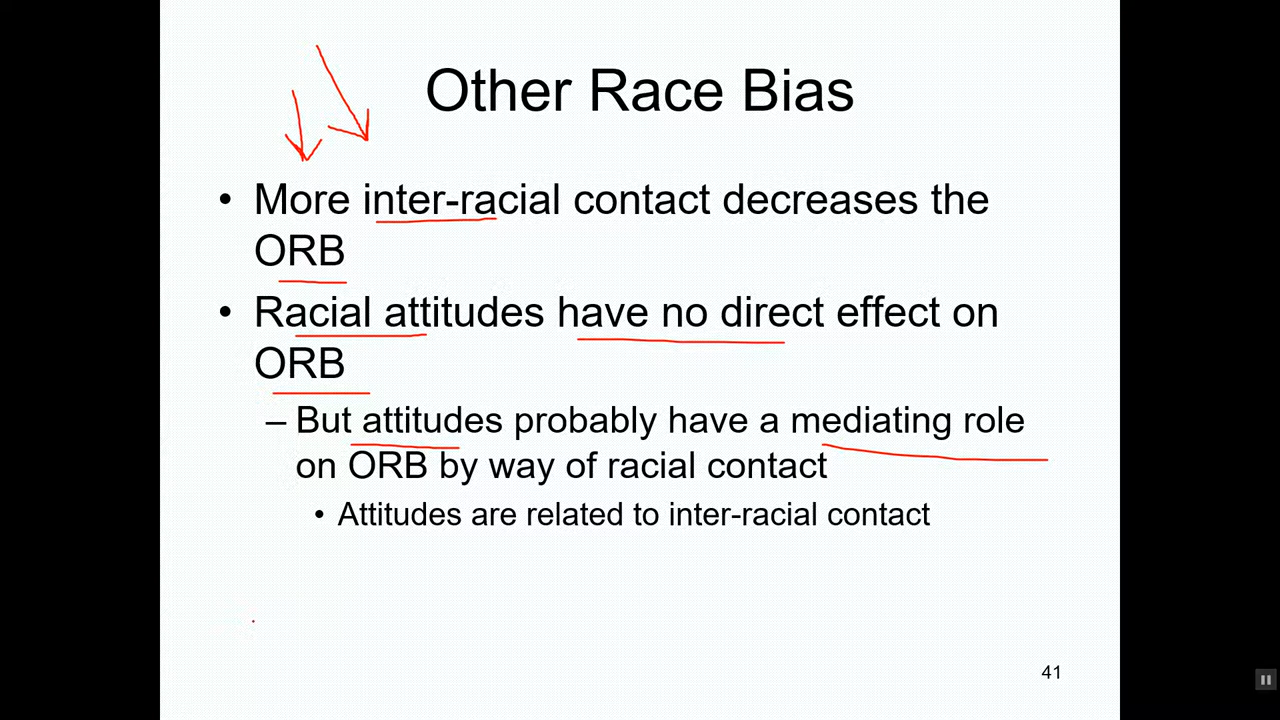 Other Race Bias
• More inter-racial contact decreases the
ORB
• Racial attitudes have no direct effect on
ORB
– But attitudes probably have a mediating role
on ORB by way of racial contact
• Attitudes are related to inter-racial contact
41